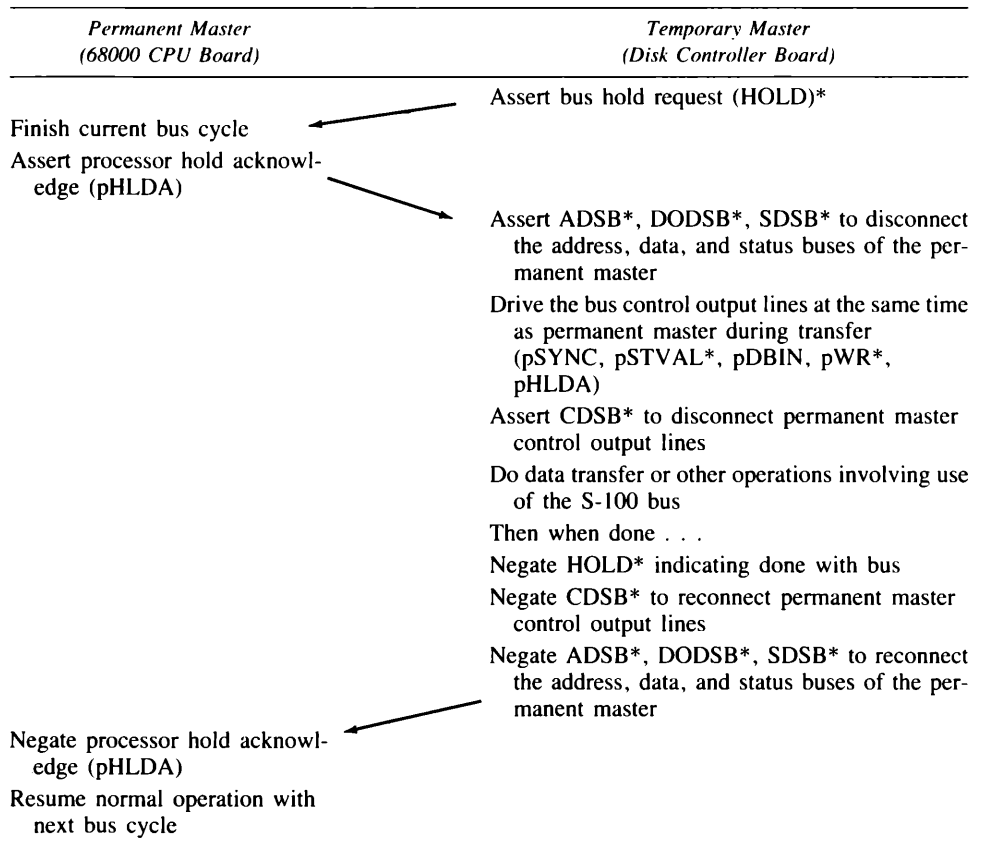 Permanent Master
(68000 CPU Board)
Temporary Master
(Disk Controller Board)
Assert bus hold request (HOLD)*
Finish current bus cycle
Assert processor hold acknowl-
edge (pHLDA)
Assert ADSB*, DODSB*, SDSB* to disconnect
the address, data, and status buses of the per-
manent master
Drive the bus control output lines at the same time
as permanent master during transfer
(pSYNC, pSTVAL*, pDBIN, pWR*,
pHLDA)
Assert CDSB* to disconnect permanent master
control output lines
Do data transfer or other operations involving use
of the S-100 bus
Then when done . . .
Negate HOLD* indicating done with bus
Negate CDSB* to reconnect permanent master
control output lines
Negate ADSB*, DODSB*, SDSB* to reconnect
the address, data, and status buses of the per-
manent master
Negate processor hold acknowl-
edge (pHLDA)
Resume normal operation with
next bus cycle